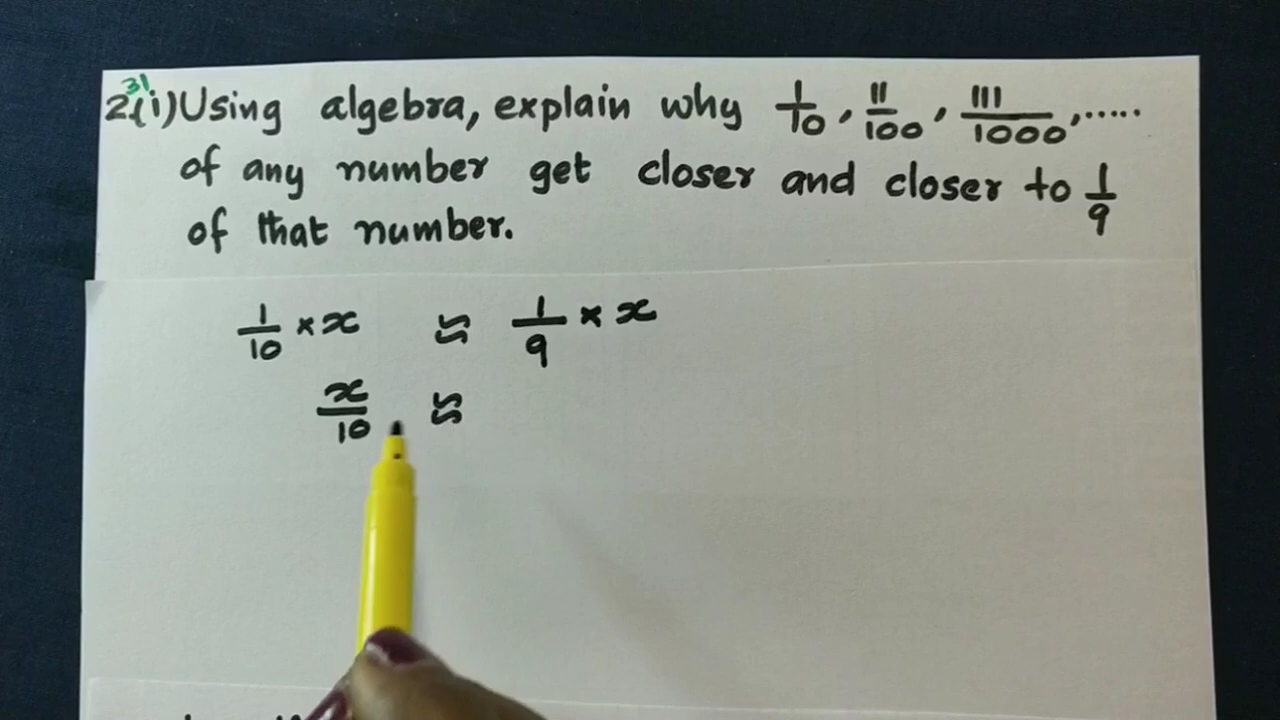 31
2.(i) Using algebra, explain why 1/10, 11/100, 111/1000, .....
of any number get closer and closer to 1/9
of that number.
1/10 × x ≈ 1/9 × x
x/10 ≈